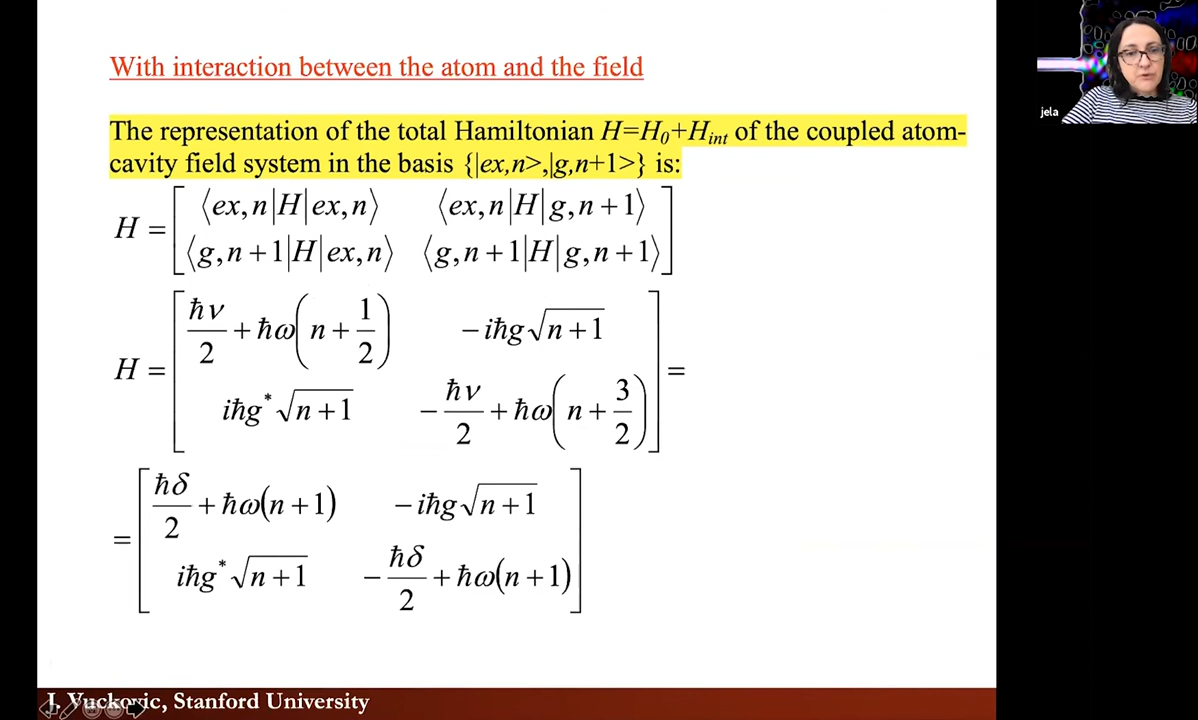 With interaction between the atom and the field
jela
The representation of the total Hamiltonian H=H₀+Hᵢₙₜ of the coupled atom-
cavity field system in the basis {|ex,n>,|g,n+1>} is:
H = [ ⟨ex,n|H|ex,n⟩ ⟨ex,n|H|g,n+1⟩
⟨g,n+1|H|ex,n⟩ ⟨g,n+1|H|g,n+1⟩ ]
H = [ ħν/2 + ħω(n + 1/2) −iħg√(n+1)
iħg*√(n+1) −ħν/2 + ħω(n + 3/2) ] =
= [ ħδ/2 + ħω(n+1) −iħg√(n+1)
iħg*√(n+1) −ħδ/2 + ħω(n+1) ]
J. Vuckovic, Stanford University